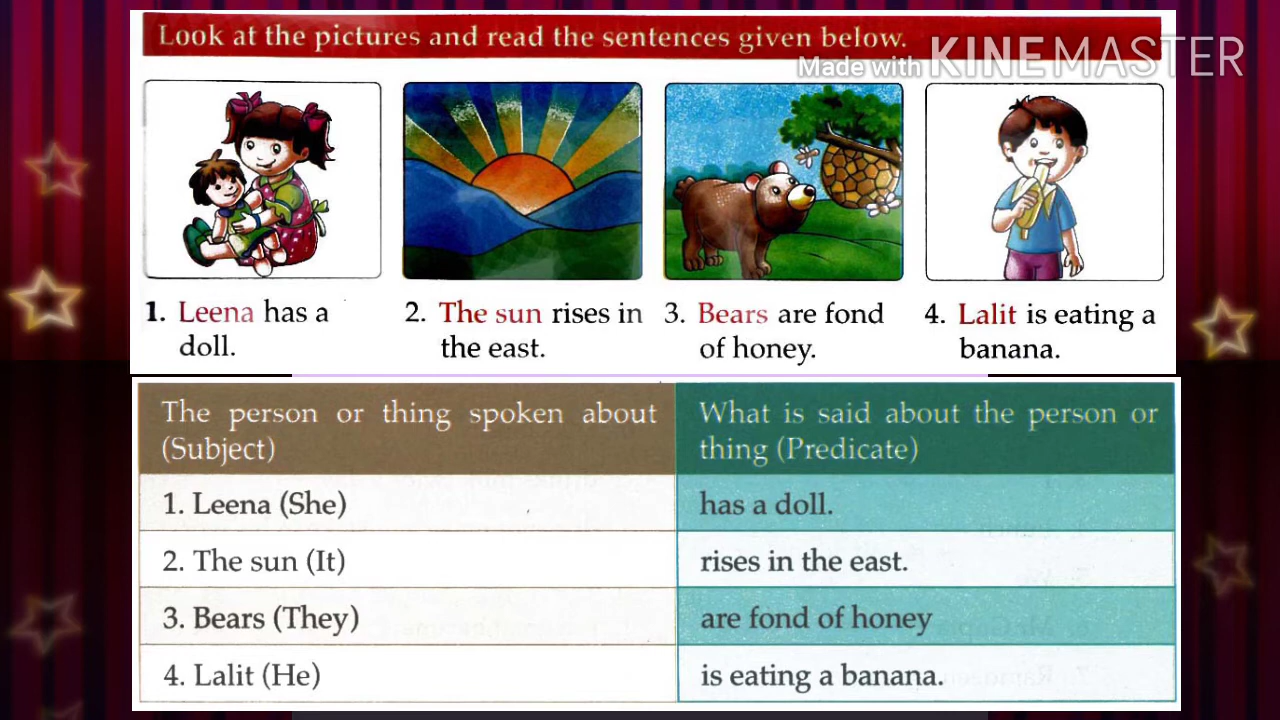 Look at the pictures and read the sentences given below.
Made with KINEMASTER
1. Leena has a
doll.
2. The sun rises in
the east.
3. Bears are fond
of honey.
4. Lalit is eating a
banana.
The person or thing spoken about
(Subject)
What is said about the person or
thing (Predicate)
1. Leena (She)
has a doll.
2. The sun (It)
rises in the east.
3. Bears (They)
are fond of honey
4. Lalit (He)
is eating a banana.